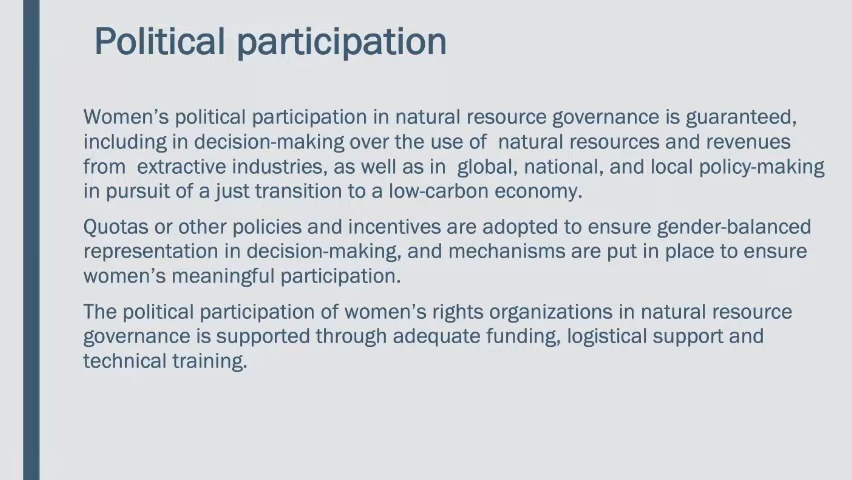 Political participation
Women’s political participation in natural resource governance is guaranteed,
including in decision-making over the use of  natural resources and revenues
from  extractive industries, as well as in  global, national, and local policy-making
in pursuit of a just transition to a low-carbon economy.
Quotas or other policies and incentives are adopted to ensure gender-balanced
representation in decision-making, and mechanisms are put in place to ensure
women’s meaningful participation.
The political participation of women’s rights organizations in natural resource
governance is supported through adequate funding, logistical support and
technical training.